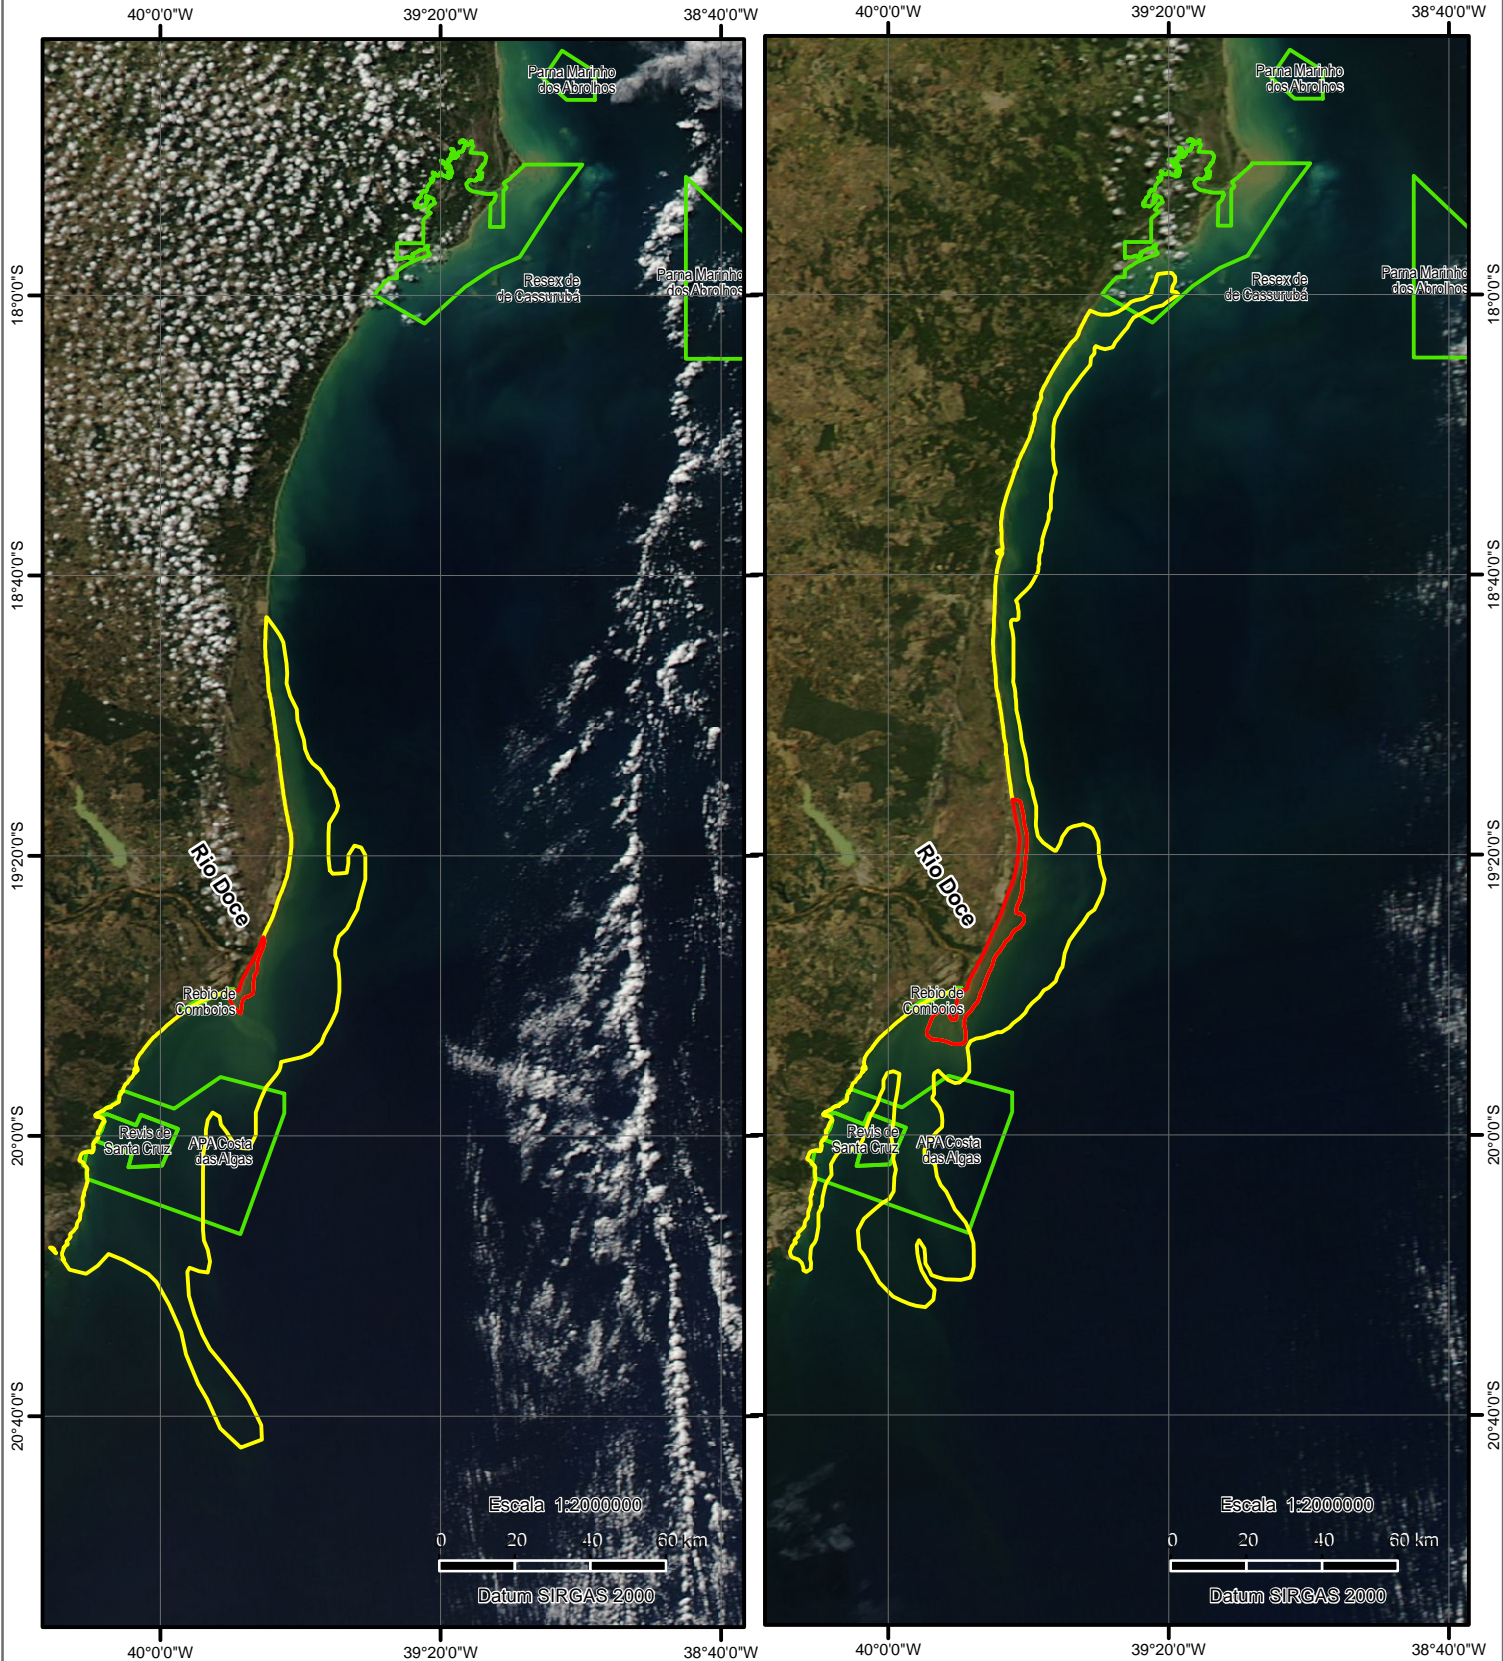 40°0'0"W
39°20'0"W
38°40'0"W
18°0'0"S
18°40'0"S
19°20'0"S
20°0'0"S
20°40'0"S
Parna Marinho
dos Abrolhos
Resex de
de Cassurubá
Parna Marinho
dos Abrolhos
Rio Doce
Rebio de
Comboios
Revis de
Santa Cruz
APA Costa
das Algas
Escala 1:2000000
0 20 40 60 km
Datum SIRGAS 2000
40°0'0"W
39°20'0"W
38°40'0"W
40°0'0"W
39°20'0"W
38°40'0"W
Parna Marinho
dos Abrolhos
Resex de
de Cassurubá
Parna Marinho
dos Abrolhos
Rio Doce
Rebio de
Comboios
Revis de
Santa Cruz
APA Costa
das Algas
Escala 1:2000000
0 20 40 60 km
Datum SIRGAS 2000
18°0'0"S
18°40'0"S
19°20'0"S
20°0'0"S
20°40'0"S
40°0'0"W
39°20'0"W
38°40'0"W